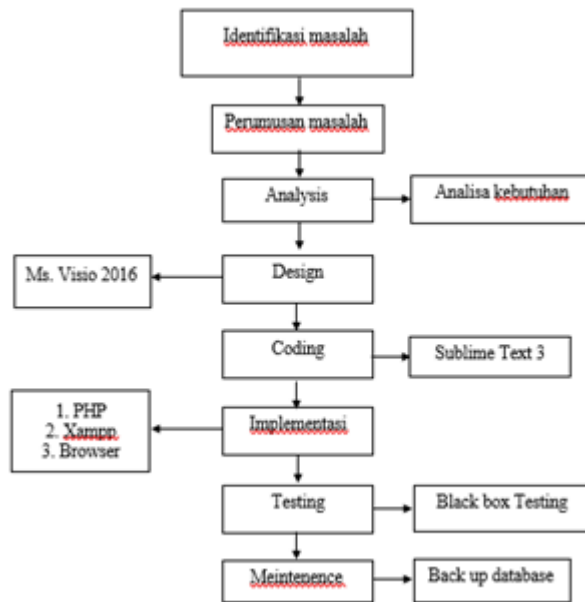 Identifikasi masalah
Perumusan masalah
Analysis
Analisa kebutuhan
Ms. Visio 2016
Design
Coding
Sublime Text 3
1. PHP
2. Xampp
3. Browser
Implementasi
Testing
Black box Testing
Meintenence
Back up database